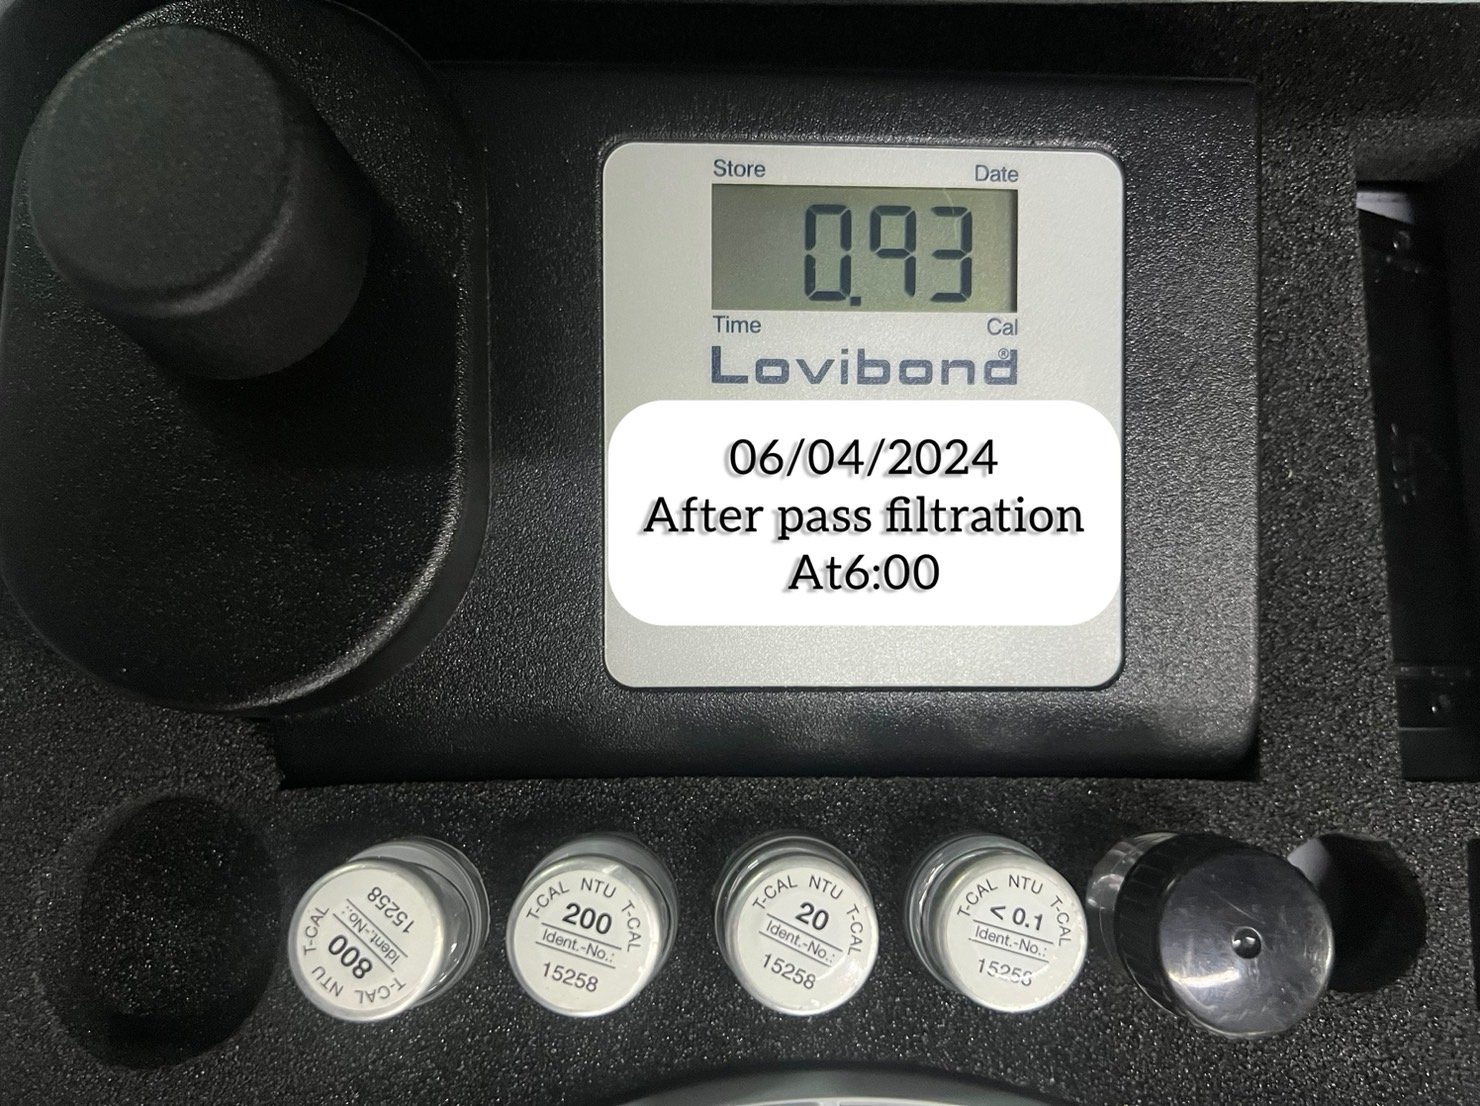 Store Date
0.93
Time Cal
Lovibond®
06/04/2024
After pass filtration
At6:00
T-CAL NTU T-CAL
800
Ident.-No.:
15258
T-CAL NTU T-CAL
200
Ident.-No.:
15258
T-CAL NTU T-CAL
20
Ident.-No.:
15258
T-CAL NTU T-CAL
< 0.1
Ident.-No.: